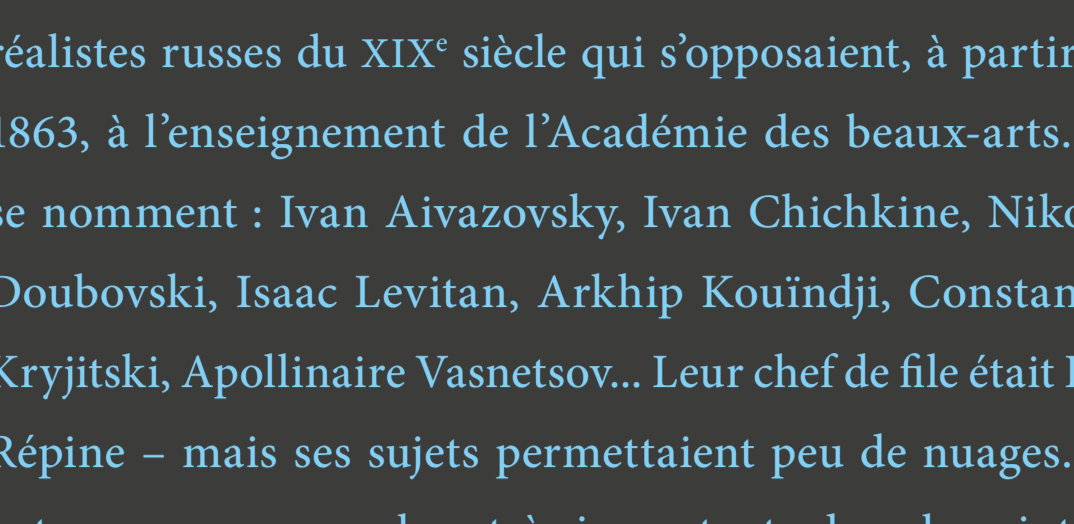 réalistes russes du XIXe siècle qui s’opposaient, à partir
1863, à l’enseignement de l’Académie des beaux-arts.
se nomment : Ivan Aivazovsky, Ivan Chichkine, Niko
Doubovski, Isaac Levitan, Arkhip Kouïndji, Constan
Kryjitski, Apollinaire Vasnetsov... Leur chef de file était
Répine – mais ses sujets permettaient peu de nuages.